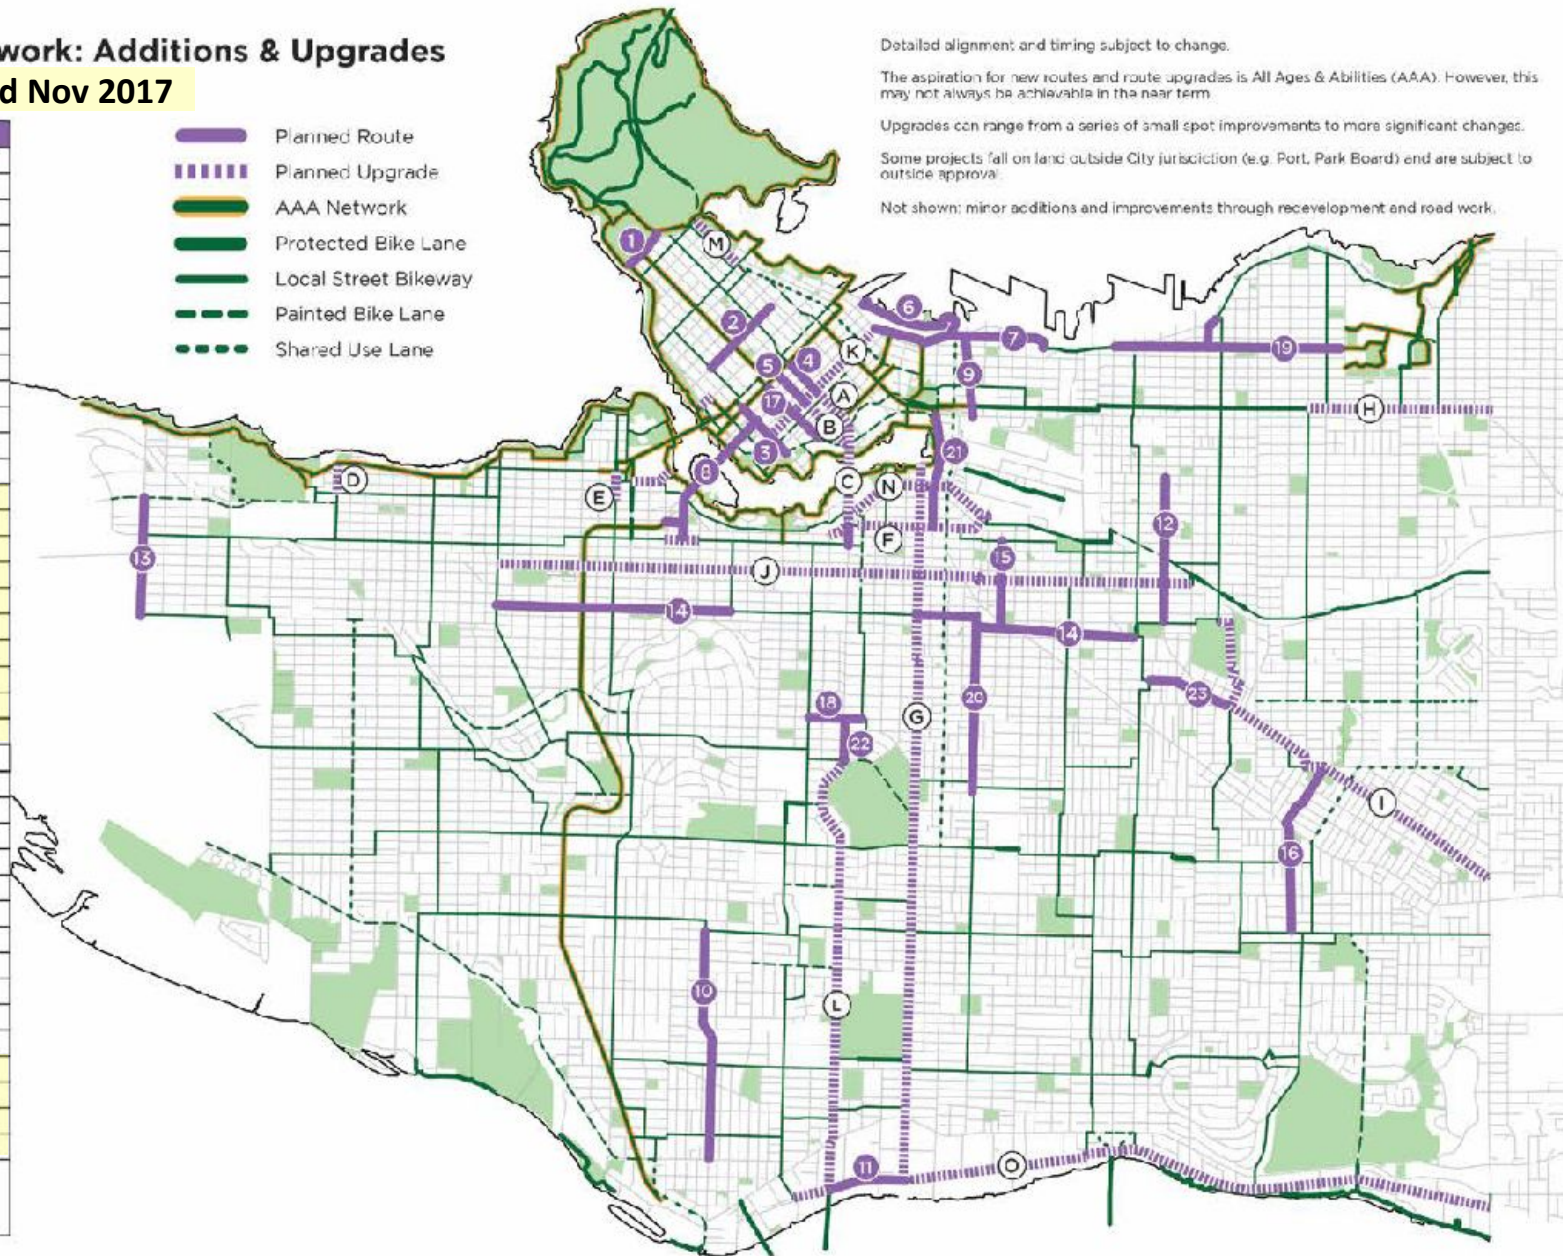 work: Additions & Upgrades
d Nov 2017
Planned Route
Planned Upgrade
AAA Network
Protected Bike Lane
Local Street Bikeway
Painted Bike Lane
Shared Use Lane
Detailed alignment and timing subject to change.
The aspiration for new routes and route upgrades is All Ages & Abilities (AAA). However, this
may not always be achievable in the near term.
Upgrades can range from a series of small spot improvements to more significant changes.
Some projects fall on land outside City jurisdiction (e.g. Port, Park Board) and are subject to
outside approval.
Not shown: minor additions and improvements through redevelopment and road work.
1
M
6
2
7
K
19
4
5
9
A
17
H
B
3
21
8
D
C
N
E
12
F
13
15
J
14
14
23
20
18
G
22
I
16
10
L
11
O